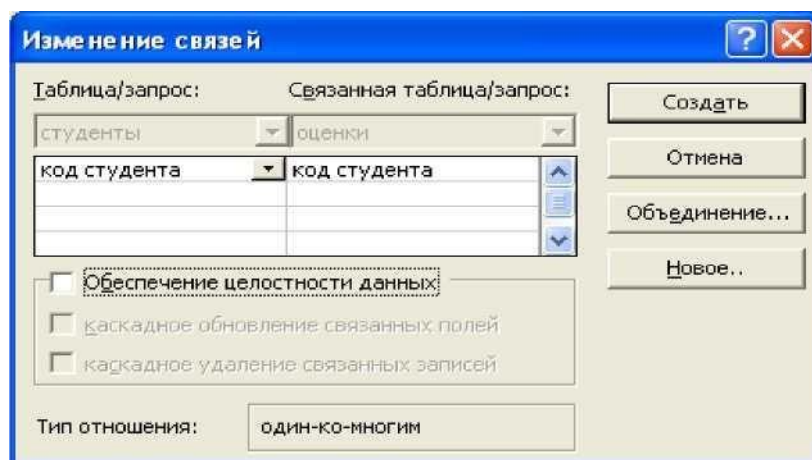 Изменение связей
Таблица/запрос: Связанная таблица/запрос:
студенты оценки
код студента код студента
Создать
Отмена
Объединение...
Новое..
Обеспечение целостности данных
каскадное обновление связанных полей
каскадное удаление связанных записей
Тип отношения: один-ко-многим